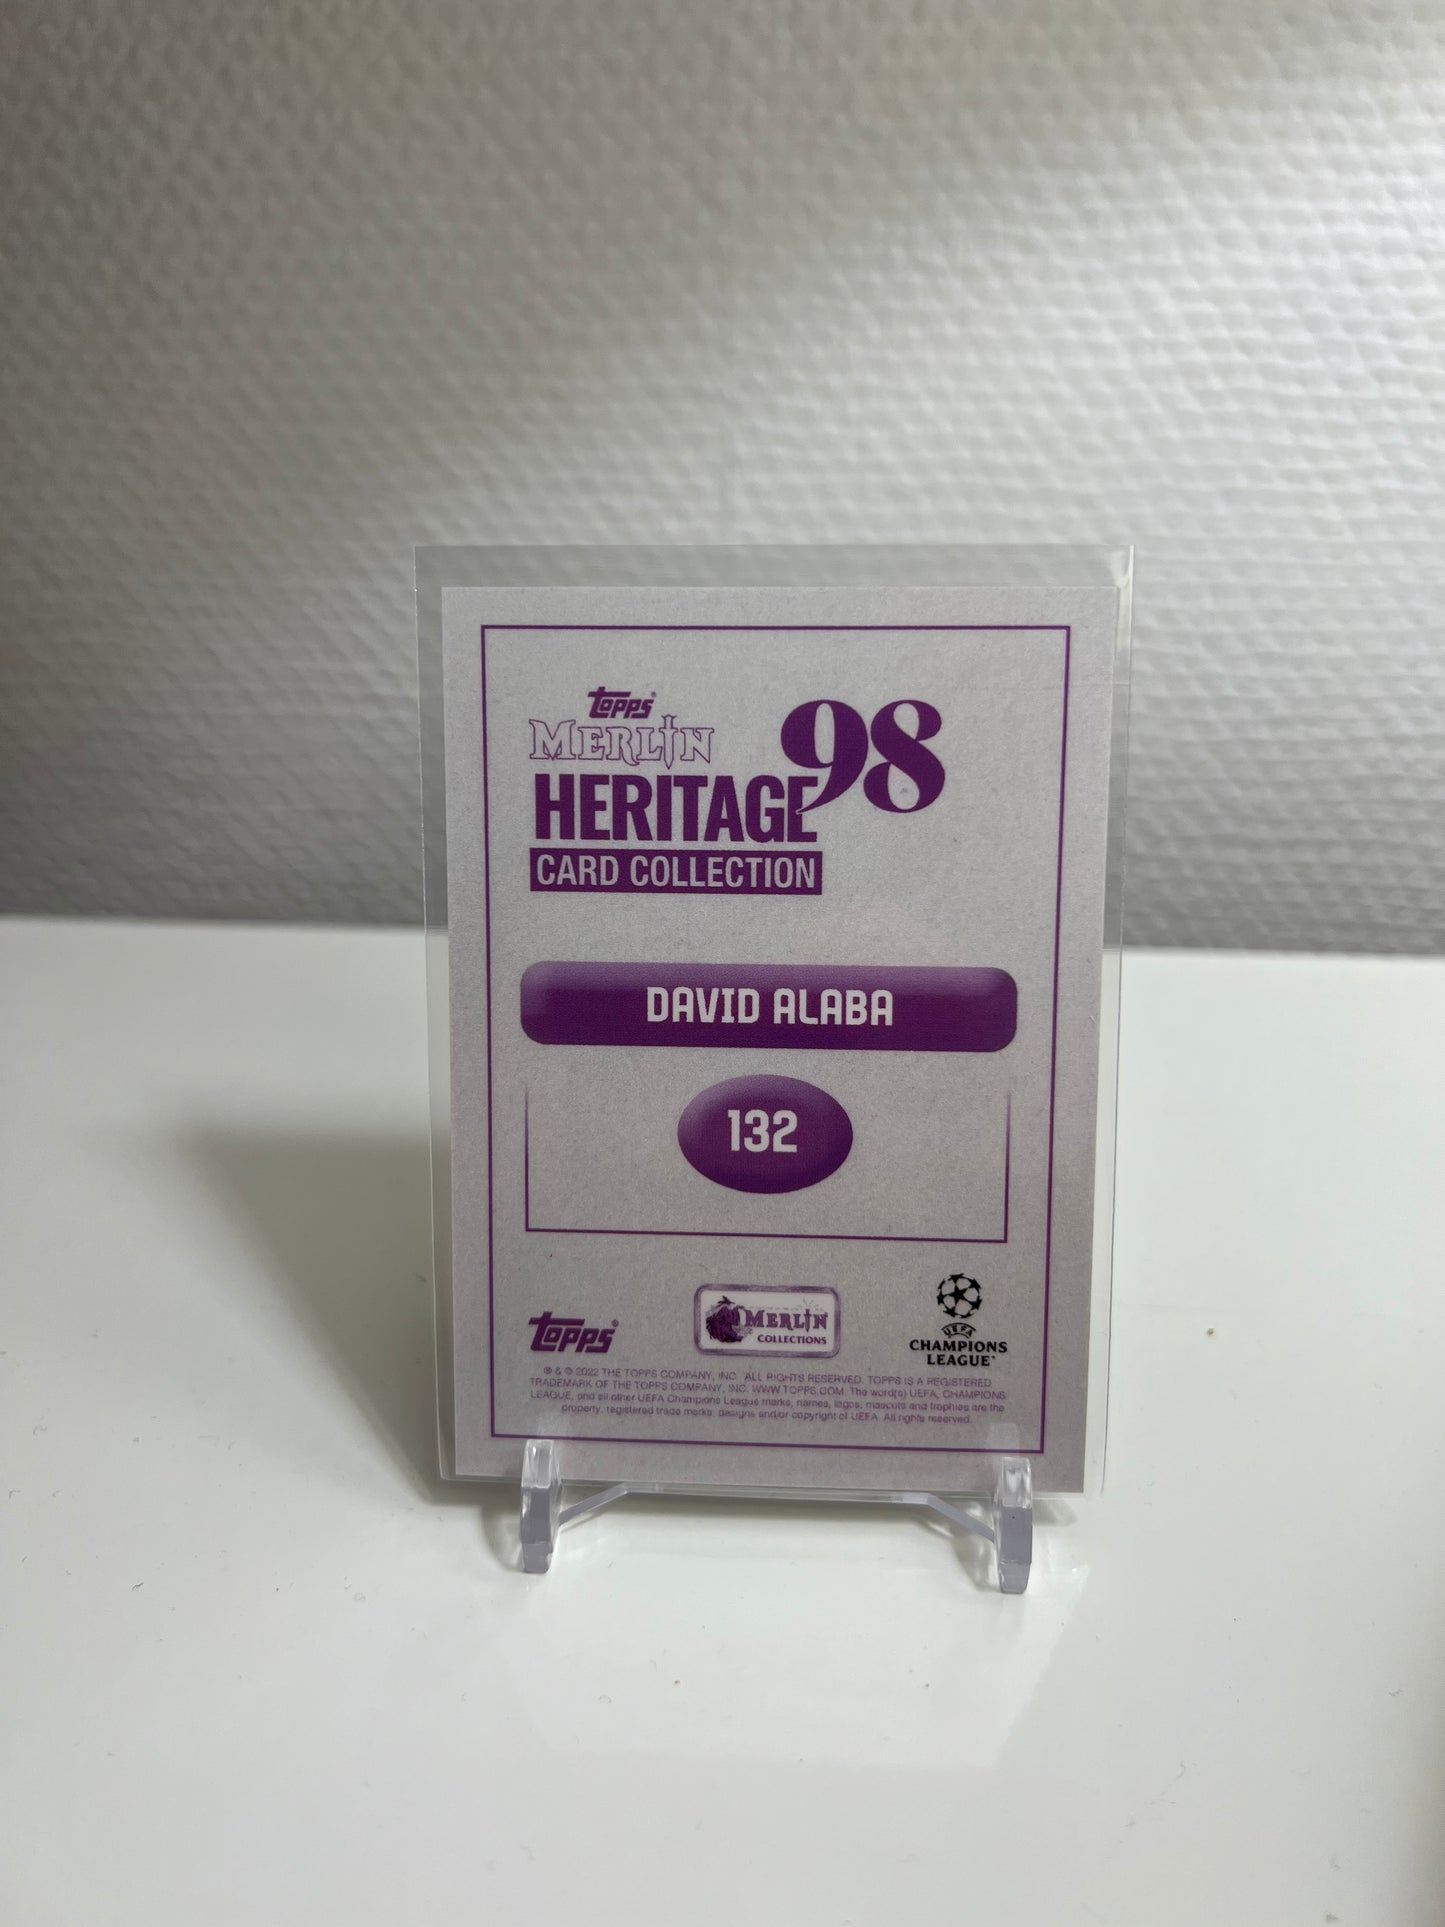 topps®
MERLIN 98
HERITAGE
CARD COLLECTION
DAVID ALABA
132
topps®
MERLIN
COLLECTIONS
UEFA
CHAMPIONS
LEAGUE
® & © 2022 THE TOPPS COMPANY, INC. ALL RIGHTS RESERVED. TOPPS IS A REGISTERED
TRADEMARK OF THE TOPPS COMPANY, INC. WWW.TOPPS.COM. The word(s) UEFA, CHAMPIONS
LEAGUE, and all other UEFA Champions League marks, names, logos, mascots and trophies are the
property, registered trade marks, designs and/or copyright of UEFA. All rights reserved.